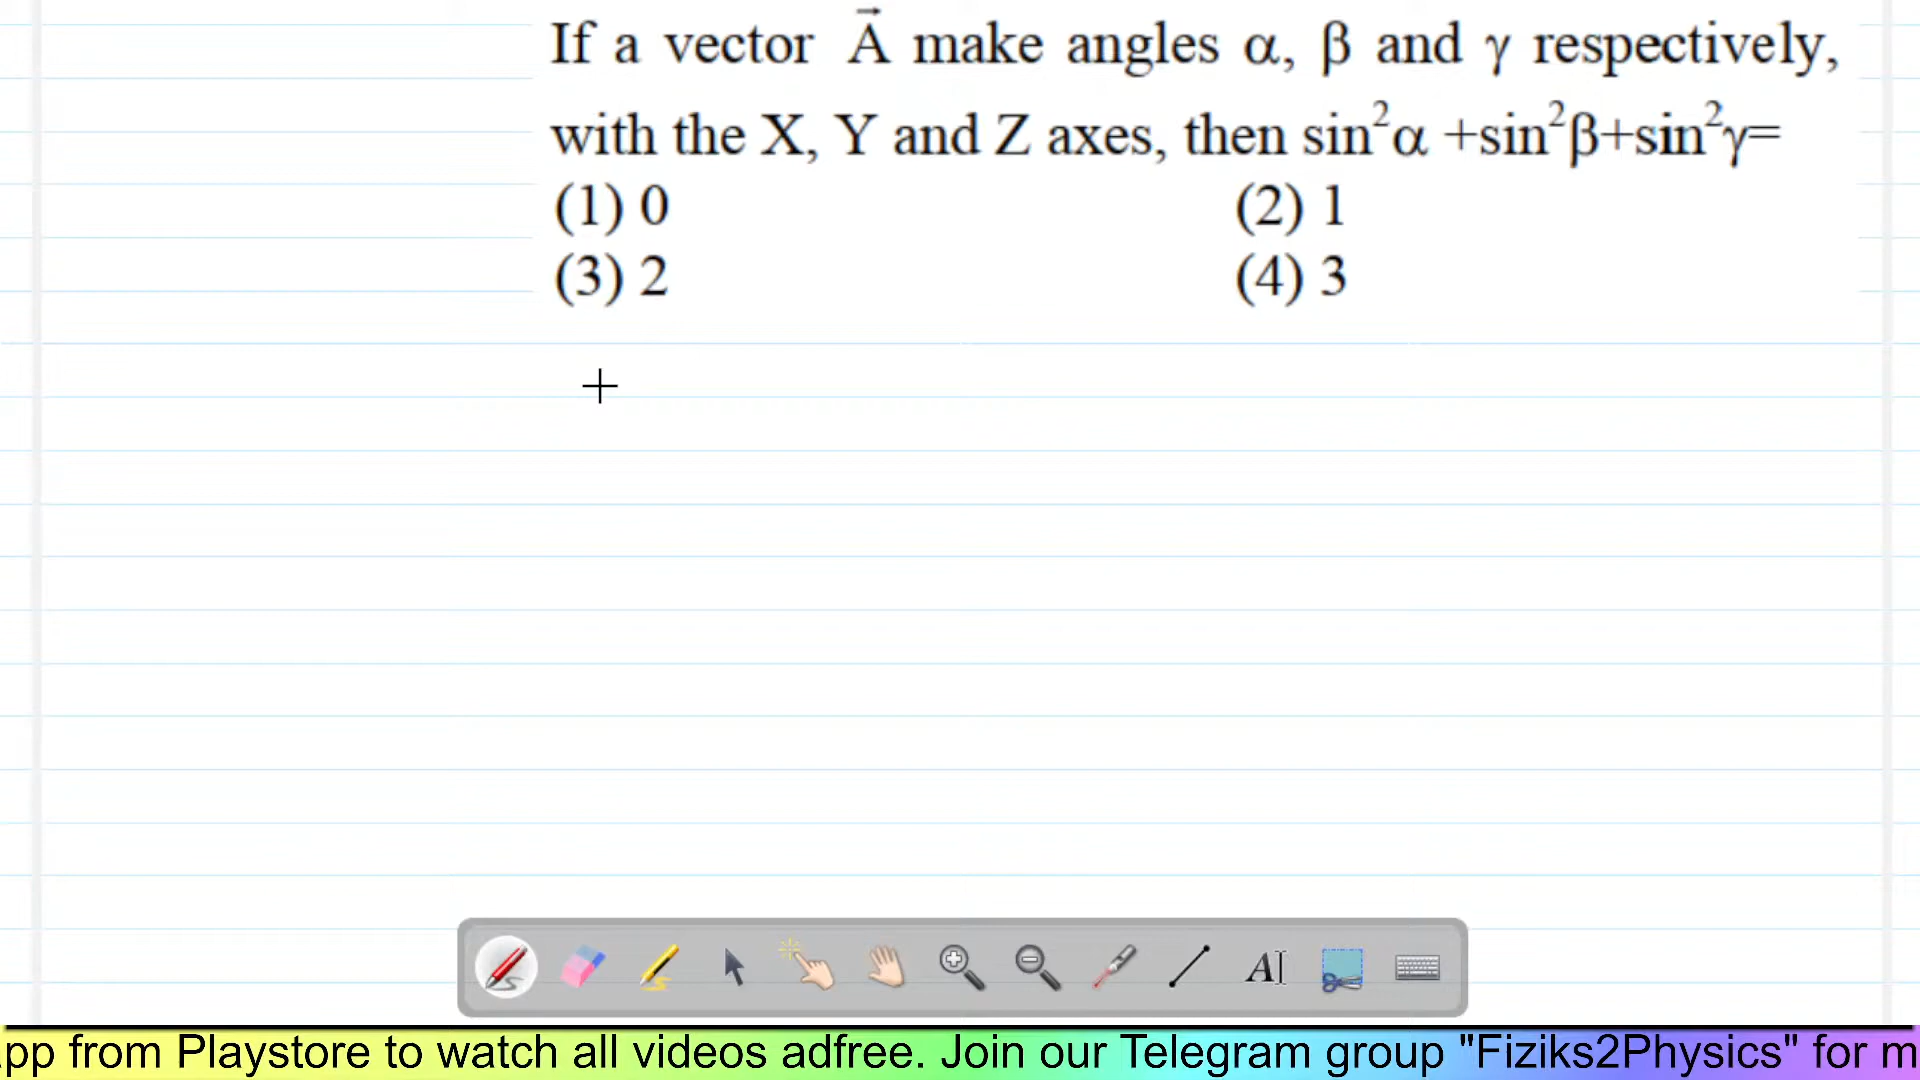 If a vector A⃗ make angles α, β and γ respectively,
with the X, Y and Z axes, then sin²α +sin²β+sin²γ=
(1) 0 (2) 1
(3) 2 (4) 3
pp from Playstore to watch all videos adfree. Join our Telegram group "Fiziks2Physics" for m